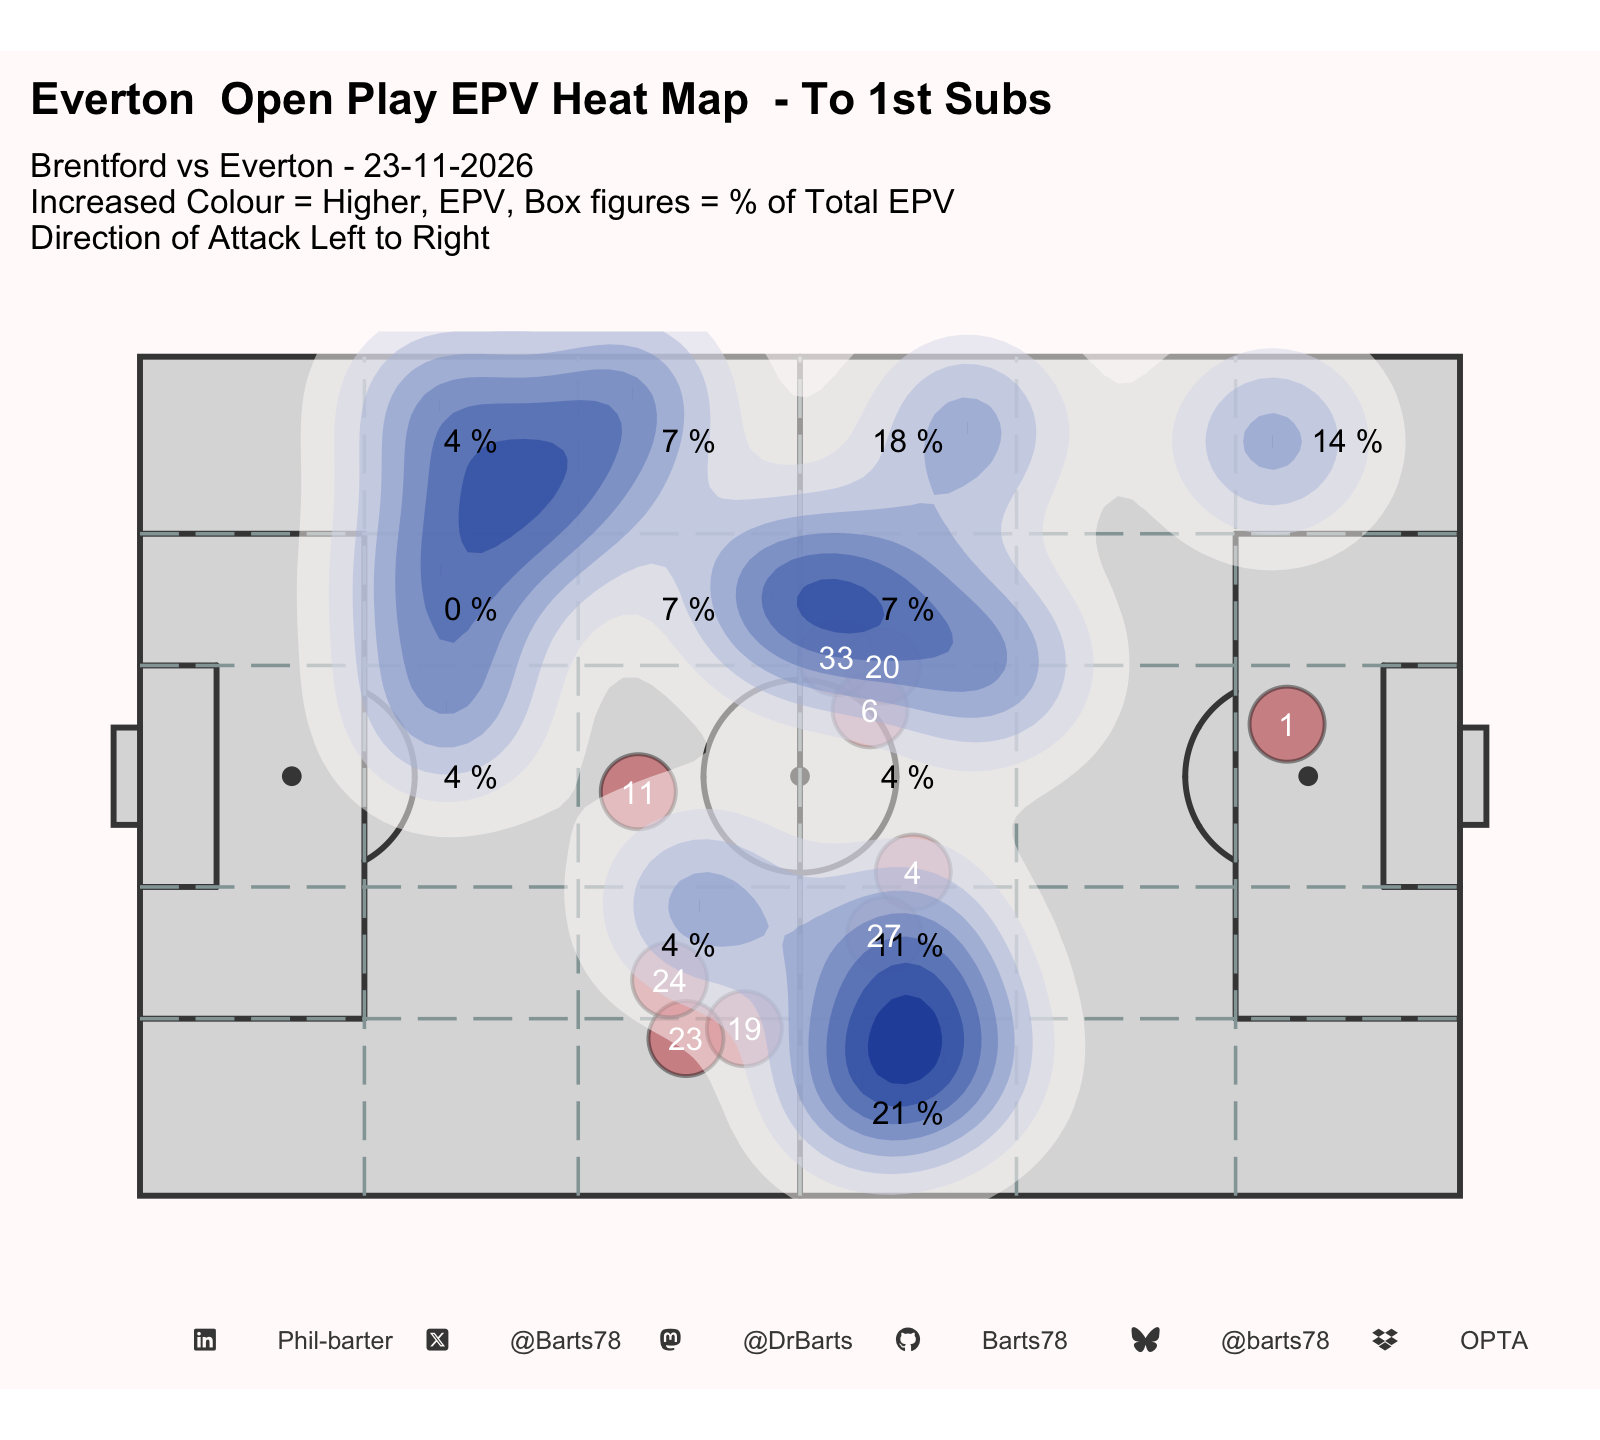 Everton  Open Play EPV Heat Map  - To 1st Subs
Brentford vs Everton - 23-11-2026
Increased Colour = Higher, EPV, Box figures = % of Total EPV
Direction of Attack Left to Right
4 %
7 %
18 %
14 %
0 %
7 %
7 %
33
20
6
1
4 %
11
4 %
4
4 %
27
11 %
24
23
19
21 %
Phil-barter
@Barts78
@DrBarts
Barts78
@barts78
OPTA